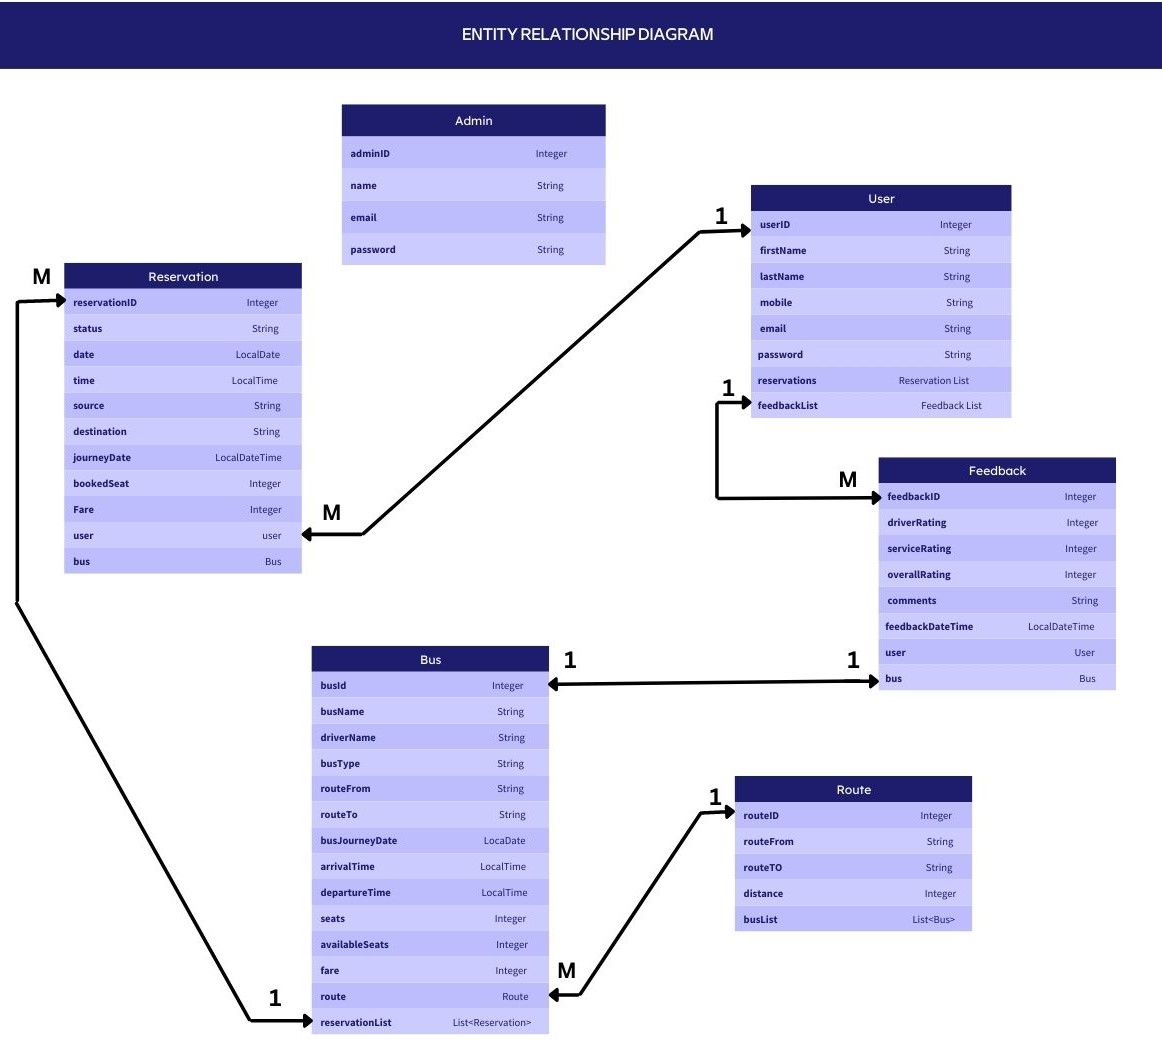 ENTITY RELATIONSHIP DIAGRAM
Admin
adminID Integer
name String
email String
password String
User
1
userID Integer
firstName String
lastName String
mobile String
email String
password String
reservations Reservation List
1
feedbackList Feedback List
M
Reservation
reservationID Integer
status String
date LocalDate
time LocalTime
source String
destination String
journeyDate LocalDateTime
bookedSeat Integer
Fare Integer
M
user user
bus Bus
Feedback
M
feedbackID Integer
driverRating Integer
serviceRating Integer
overallRating Integer
comments String
feedbackDateTime LocalDateTime
user User
bus Bus
1 1
Bus
busId Integer
busName String
driverName String
busType String
routeFrom String
routeTo String
busJourneyDate LocaDate
arrivalTime LocalTime
departureTime LocalTime
seats Integer
availableSeats Integer
fare Integer
M
route Route
1
reservationList List<Reservation>
Route
1
routeID Integer
routeFrom String
routeTO String
distance Integer
busList List<Bus>